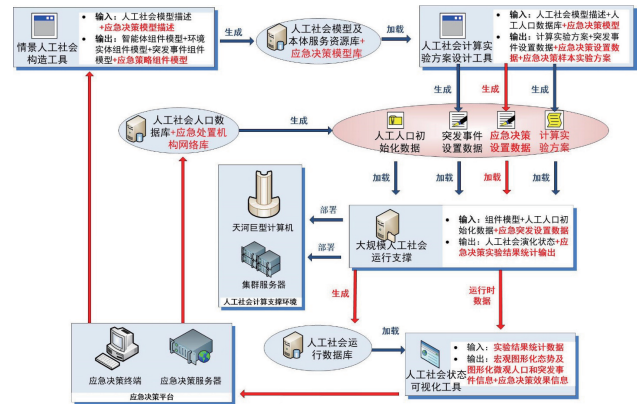 情景人工社会
构造工具
• 输入：人工社会模型描述
+应急决策模型描述
• 输出：智能体组件模型+环境
实体组件模型+突发事件组件
模型+应急策略组件模型
生成
人工社会模型及
本体服务资源库+
应急决策模型库
加载
人工社会计算实
验方案设计工具
• 输入：人工社会模型描述+人
工人口数据库+应急决策模型
• 输出：计算实验方案+突发事
件设置数据+应急决策设置数
据+应急决策样本实验方案
生成
生成
生成
人工社会人口数
据库+应急处置机
构网络库
生成
人工人口初
始化数据
突发事件
设置数据
应急决策
设置数据
计算实
验方案
加载
加载
加载
加载
天河巨型计算机
集群服务器
人工社会计算支撑环境
部署
部署
大规模人工社会
运行支撑
• 输入：组件模型+人工人口初
始化数据+应急突发设置数据
• 输出：人工社会演化状态+应
急决策实验结果统计输出
生成
运行时
数据
人工社会运
行数据库
加载
人工社会状态
可视化工具
• 输入：实验结果统计数据
• 输出：宏观图形化态势及
图形化微观人口和突发事
件信息+应急决策效果信息
应急决策终端
应急决策服务器
应急决策平台